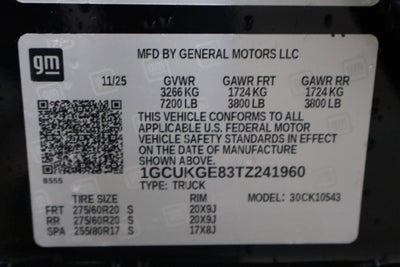 gm
MFD BY GENERAL MOTORS LLC
11/25 GVWR GAWR FRT GAWR RR
3266 KG 1724 KG 1724 KG
7200 LB 3800 LB 3800 LB
THIS VEHICLE CONFORMS TO ALL
APPLICABLE U.S. FEDERAL MOTOR
VEHICLE SAFETY STANDARDS IN EFFECT
ON THE DATE OF MANUFACTURE
SHOWN ABOVE.
1GCUKGE83TZ241960
8555 TYPE: TRUCK MODEL: 30CK10543
TIRE SIZE RIM
FRT 275/60R20 S 20X9J
RR 275/60R20 S 20X9J
SPA 255/80R17 S 17X8J